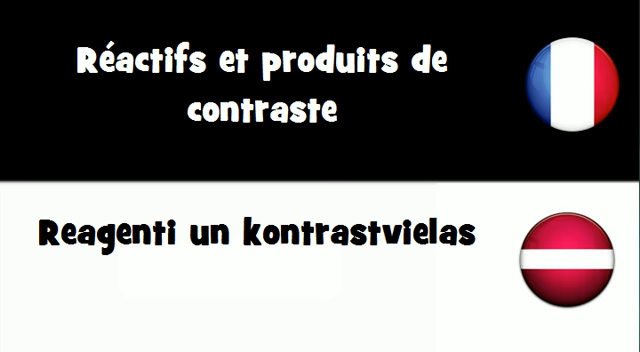 Réactifs et produits de
contraste
Reagenti un kontrastvielas